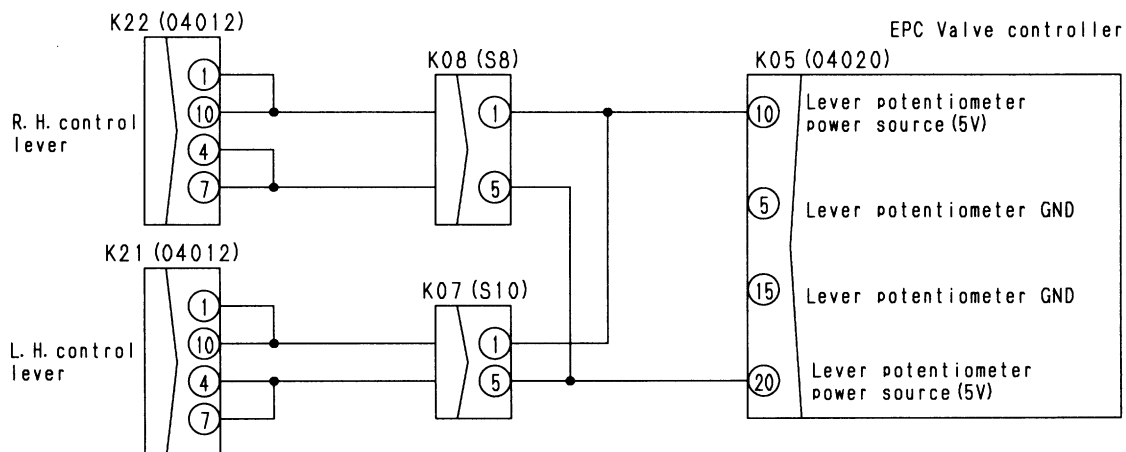 K22 (04012)
R. H. control
lever
1
10
4
7
K08 (S8)
1
5
EPC Valve controller
K05 (04020)
10
Lever potentiometer
power source (5V)
5
Lever potentiometer GND
15
Lever potentiometer GND
20
Lever potentiometer
power source (5V)
K21 (04012)
L. H. control
lever
1
10
4
7
K07 (S10)
1
5